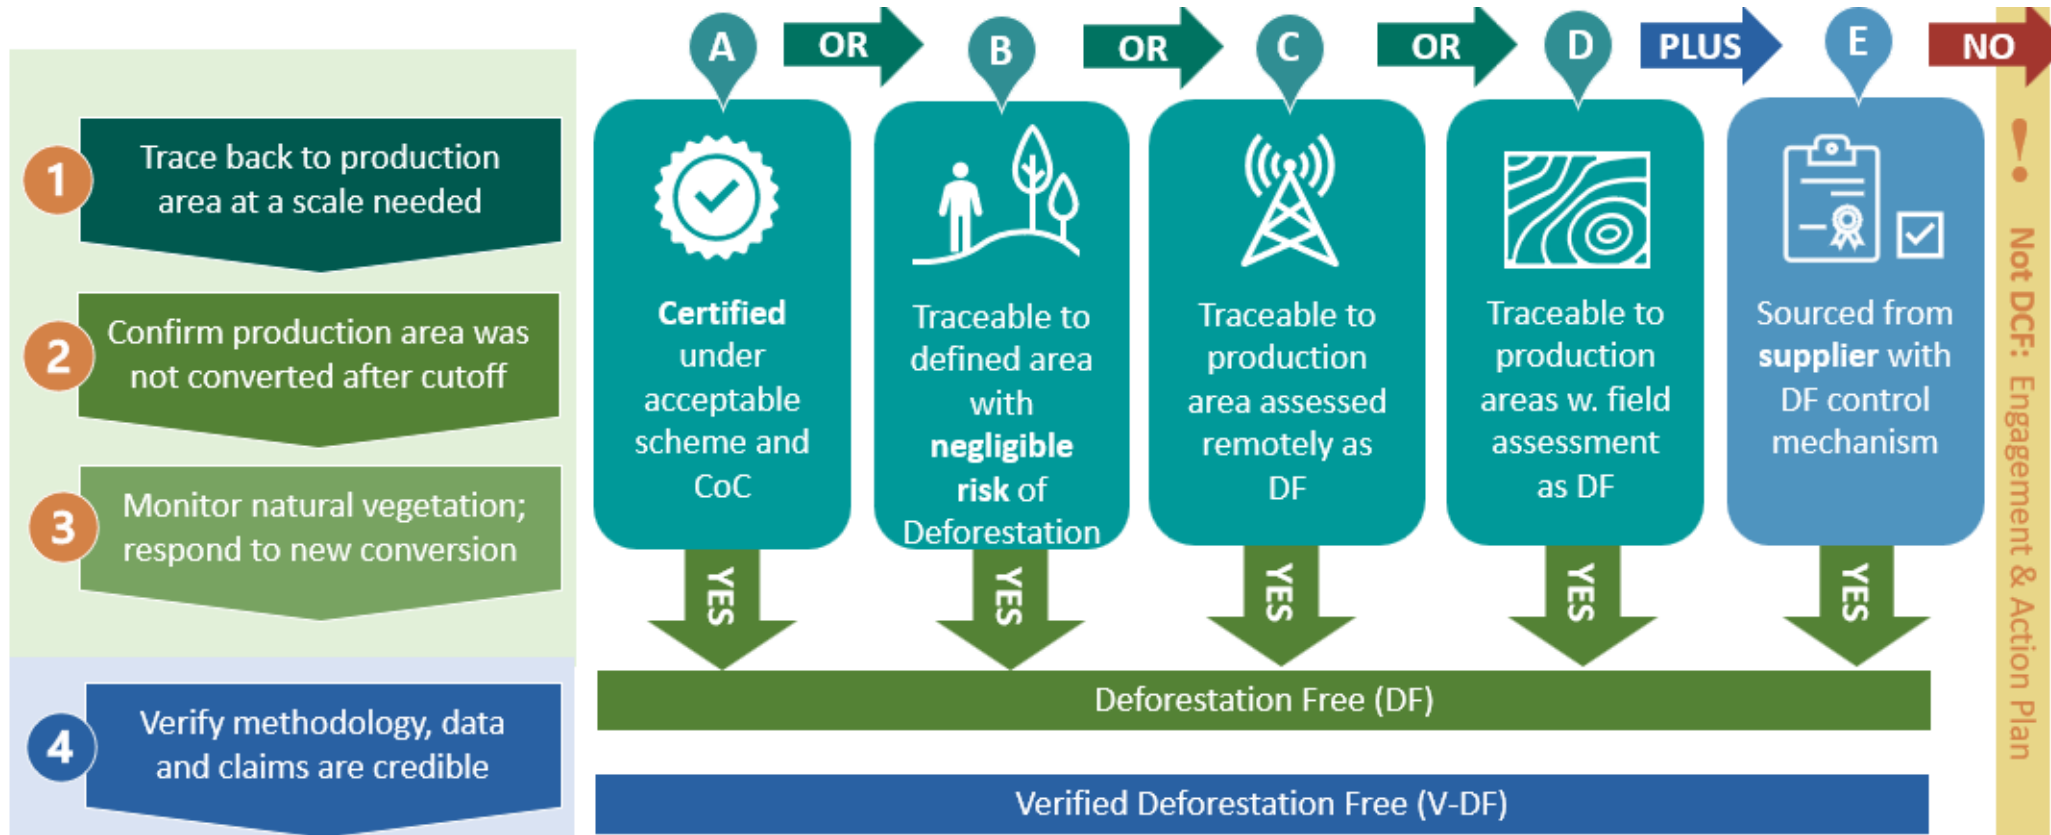 1
Trace back to production
area at a scale needed
2
Confirm production area was
not converted after cutoff
3
Monitor natural vegetation;
respond to new conversion
4
Verify methodology, data
and claims are credible
A
OR
B
OR
C
OR
D
PLUS
E
NO
Certified
under
acceptable
scheme and
CoC
Traceable to
defined area
with
negligible
risk of
Deforestation
Traceable to
production
area assessed
remotely as
DF
Traceable to
production
areas w. field
assessment
as DF
Sourced from
supplier with
DF control
mechanism
YES
YES
YES
YES
YES
Deforestation Free (DF)
Verified Deforestation Free (V-DF)
! Not DCF: Engagement & Action Plan